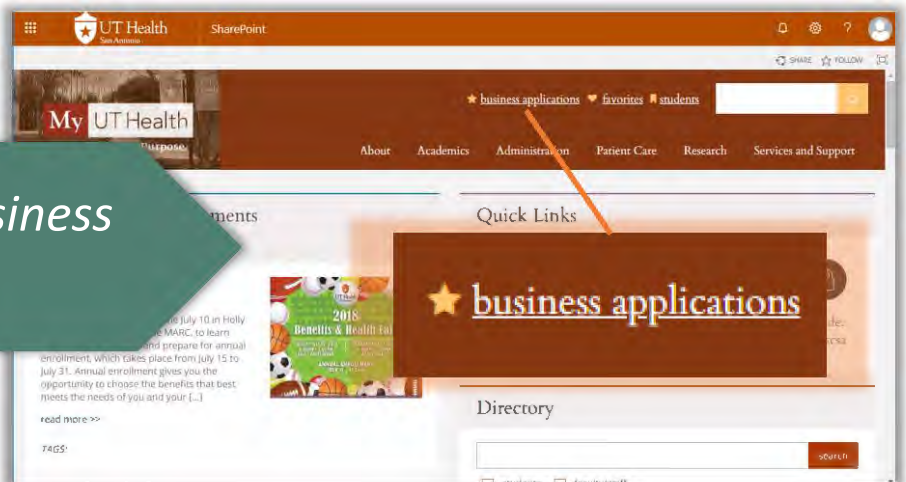 UT Health
San Antonio
SharePoint
?
SHARE FOLLOW
business applications favorites students
My UT Health
Purpose.
About Academics Administration Patient Care Research Services and Support
siness
ments
Quick Links
business applications
2018
Benefits & Health Fair
July 10 in Holly
MARC, to learn
and prepare for annual
enrollment, which takes place from July 15 to
July 31. Annual enrollment gives you the
opportunity to choose the benefits that best
meets the needs of you and your [...]
read more >>
TAGS:
Directory
search